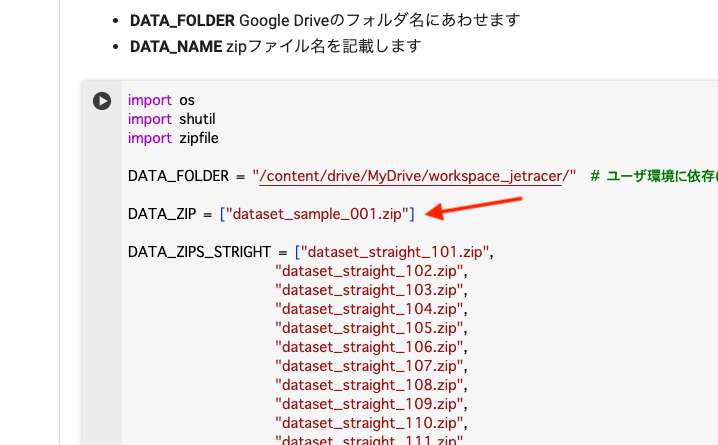 • DATA_FOLDER Google Driveのフォルダ名にあわせます
• DATA_NAME zipファイル名を記載します
import os
import shutil
import zipfile
DATA_FOLDER = "/content/drive/MyDrive/workspace_jetracer/" # ユーザ環境に依存(
DATA_ZIP = ["dataset_sample_001.zip"]
DATA_ZIPS_STRIGHT = ["dataset_straight_101.zip",
"dataset_straight_102.zip",
"dataset_straight_103.zip",
"dataset_straight_104.zip",
"dataset_straight_105.zip",
"dataset_straight_106.zip",
"dataset_straight_107.zip",
"dataset_straight_108.zip",
"dataset_straight_109.zip",
"dataset_straight_110.zip",
"dataset_straight_111.zip"